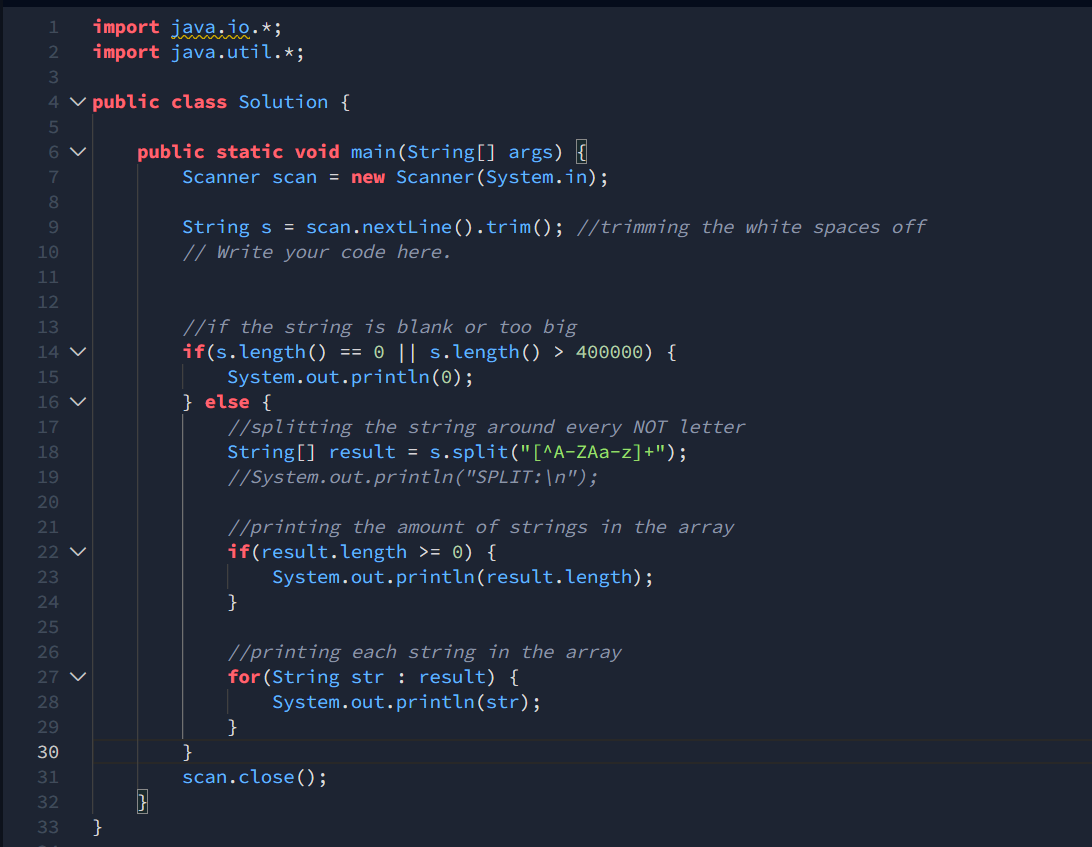 1 import java.io.*;
2 import java.util.*;
3
4 public class Solution {
5
6     public static void main(String[] args) {
7         Scanner scan = new Scanner(System.in);
8
9         String s = scan.nextLine().trim(); //trimming the white spaces off
10         // Write your code here.
11
12
13         //if the string is blank or too big
14         if(s.length() == 0 || s.length() > 400000) {
15             System.out.println(0);
16         } else {
17             //splitting the string around every NOT letter
18             String[] result = s.split("[^A-ZAa-z]+");
19             //System.out.println("SPLIT:\n");
20
21             //printing the amount of strings in the array
22             if(result.length >= 0) {
23                 System.out.println(result.length);
24             }
25
26             //printing each string in the array
27             for(String str : result) {
28                 System.out.println(str);
29             }
30         }
31         scan.close();
32     }
33 }